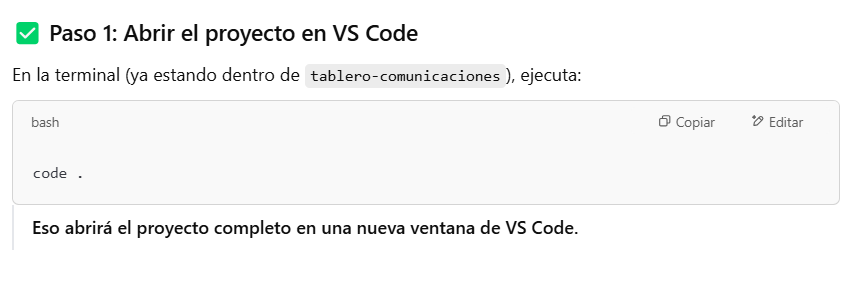 ✅ Paso 1: Abrir el proyecto en VS Code
En la terminal (ya estando dentro de tablero-comunicaciones), ejecuta:
bash
Copiar
Editar
code .
Eso abrirá el proyecto completo en una nueva ventana de VS Code.